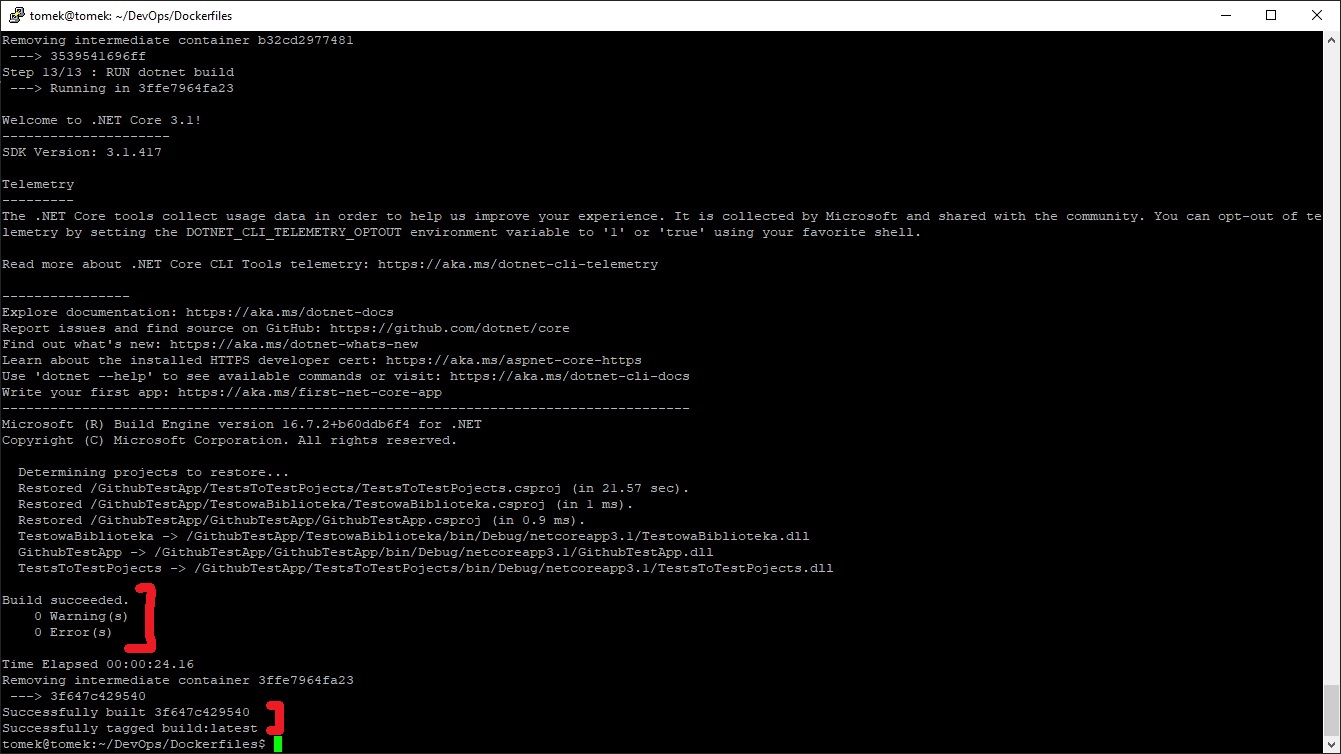 tomek@tomek: ~/DevOps/Dockerfiles
Removing intermediate container b32cd2977481
 ---> 3539541696ff
Step 13/13 : RUN dotnet build
 ---> Running in 3ffe7964fa23
Welcome to .NET Core 3.1!
---------------------
SDK Version: 3.1.417
Telemetry
---------
The .NET Core tools collect usage data in order to help us improve your experience. It is collected by Microsoft and shared with the community. You can opt-out of te
lemetry by setting the DOTNET_CLI_TELEMETRY_OPTOUT environment variable to '1' or 'true' using your favorite shell.
Read more about .NET Core CLI Tools telemetry: https://aka.ms/dotnet-cli-telemetry
----------------
Explore documentation: https://aka.ms/dotnet-docs
Report issues and find source on GitHub: https://github.com/dotnet/core
Find out what's new: https://aka.ms/dotnet-whats-new
Learn about the installed HTTPS developer cert: https://aka.ms/aspnet-core-https
Use 'dotnet --help' to see available commands or visit: https://aka.ms/dotnet-cli-docs
Write your first app: https://aka.ms/first-net-core-app
--------------------------------------------------------------------------------------
Microsoft (R) Build Engine version 16.7.2+b60ddb6f4 for .NET
Copyright (C) Microsoft Corporation. All rights reserved.
  Determining projects to restore...
  Restored /GithubTestApp/TestsToTestPojects/TestsToTestPojects.csproj (in 21.57 sec).
  Restored /GithubTestApp/TestowaBiblioteka/TestowaBiblioteka.csproj (in 1 ms).
  Restored /GithubTestApp/GithubTestApp/GithubTestApp.csproj (in 0.9 ms).
  TestowaBiblioteka -> /GithubTestApp/TestowaBiblioteka/bin/Debug/netcoreapp3.1/TestowaBiblioteka.dll
  GithubTestApp -> /GithubTestApp/GithubTestApp/bin/Debug/netcoreapp3.1/GithubTestApp.dll
  TestsToTestPojects -> /GithubTestApp/TestsToTestPojects/bin/Debug/netcoreapp3.1/TestsToTestPojects.dll
Build succeeded.
    0 Warning(s)
    0 Error(s)
Time Elapsed 00:00:24.16
Removing intermediate container 3ffe7964fa23
 ---> 3f647c429540
Successfully built 3f647c429540
Successfully tagged build:latest
tomek@tomek:~/DevOps/Dockerfiles$